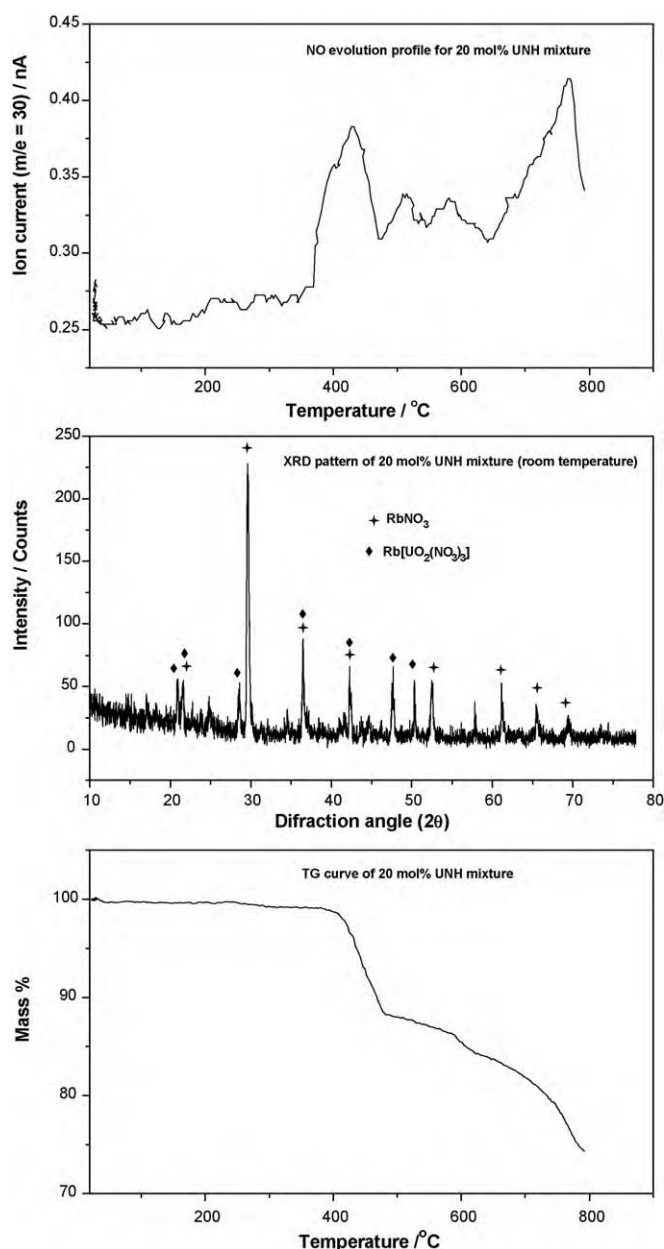 0.45
NO evolution profile for 20 mol% UNH mixture
0.40
0.35
0.30
0.25
Ion current (m/e = 30) / nA
200 400 600 800
Temperature / °C
250
XRD pattern of 20 mol% UNH mixture (room temperature)
200
RbNO₃
Rb[UO₂(NO₃)₃]
150
100
50
0
Intensity / Counts
10 20 30 40 50 60 70 80
Difraction angle (2θ)
TG curve of 20 mol% UNH mixture
100
90
80
70
Mass %
200 400 600 800
Temperature /°C